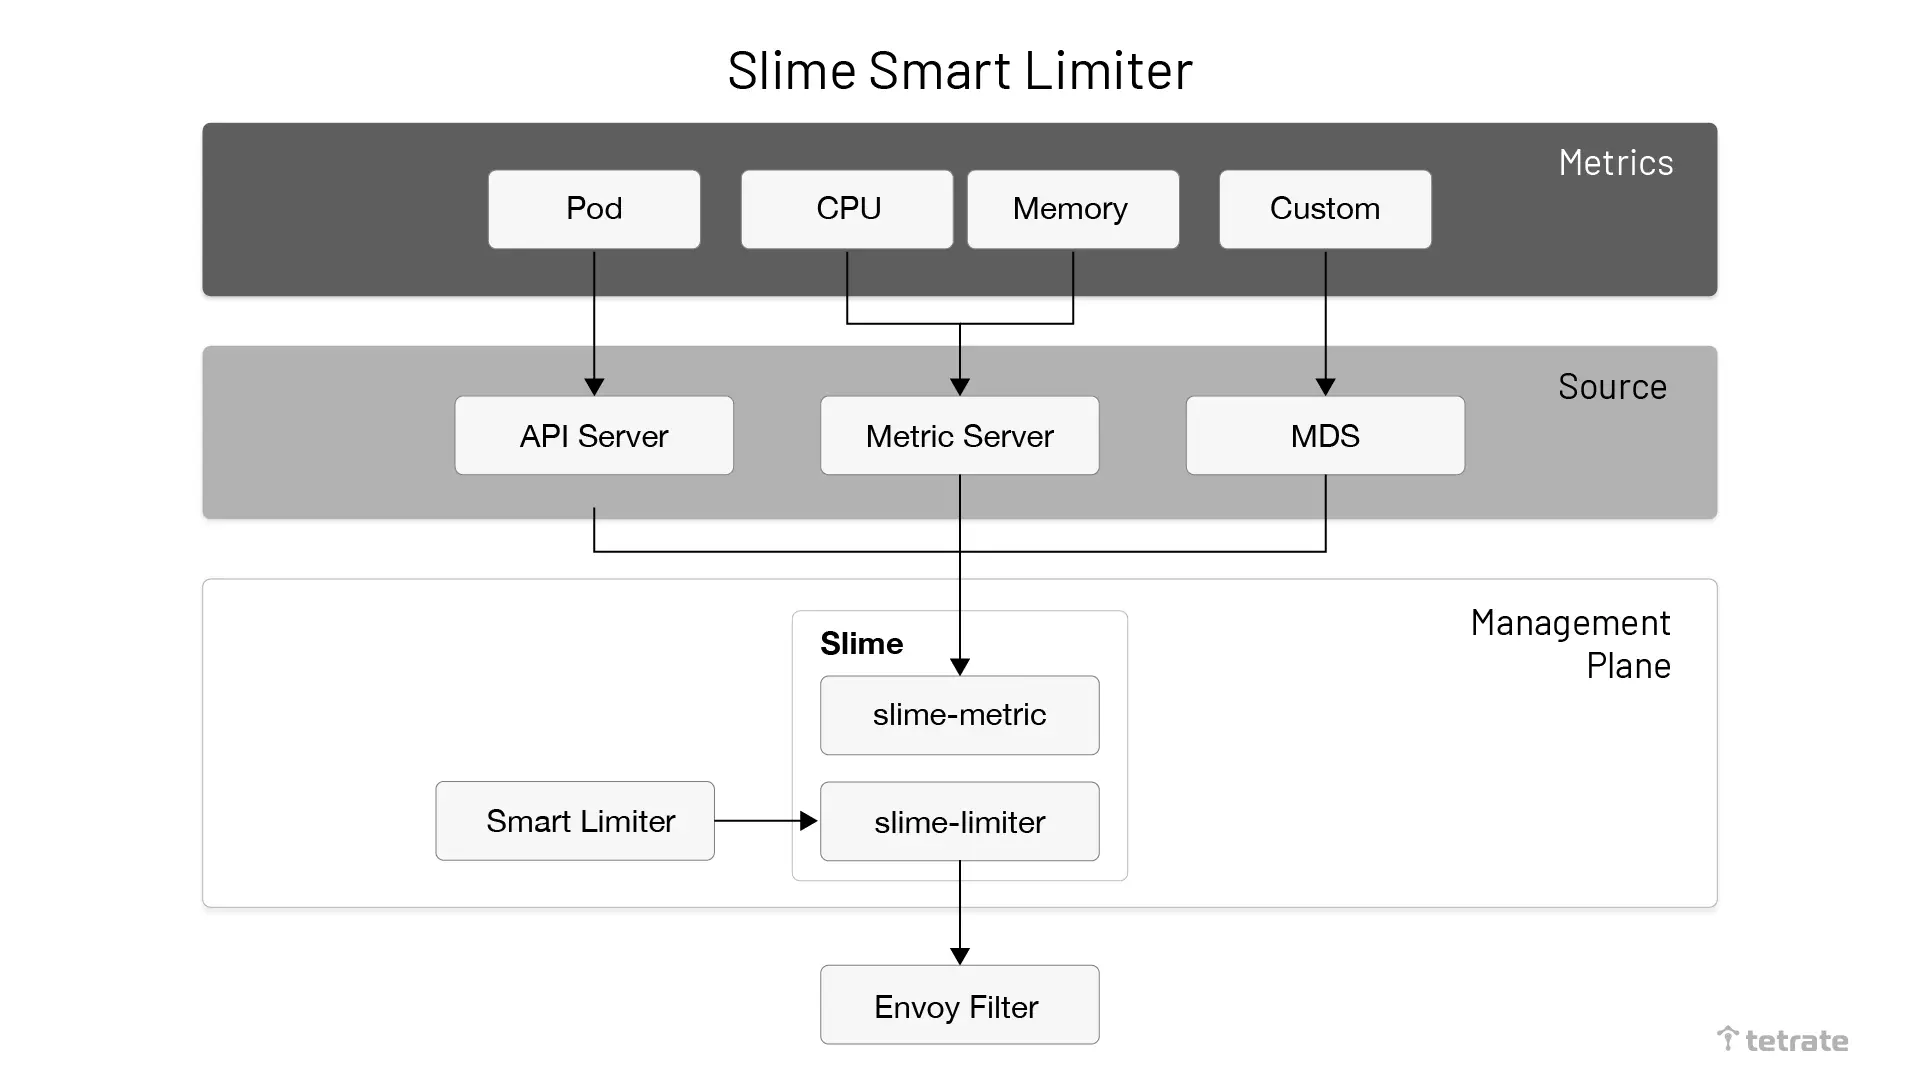 Slime Smart Limiter
Metrics
Pod
CPU
Memory
Custom
Source
API Server
Metric Server
MDS
Management
Plane
Slime
slime-metric
Smart Limiter
slime-limiter
Envoy Filter
tetrate